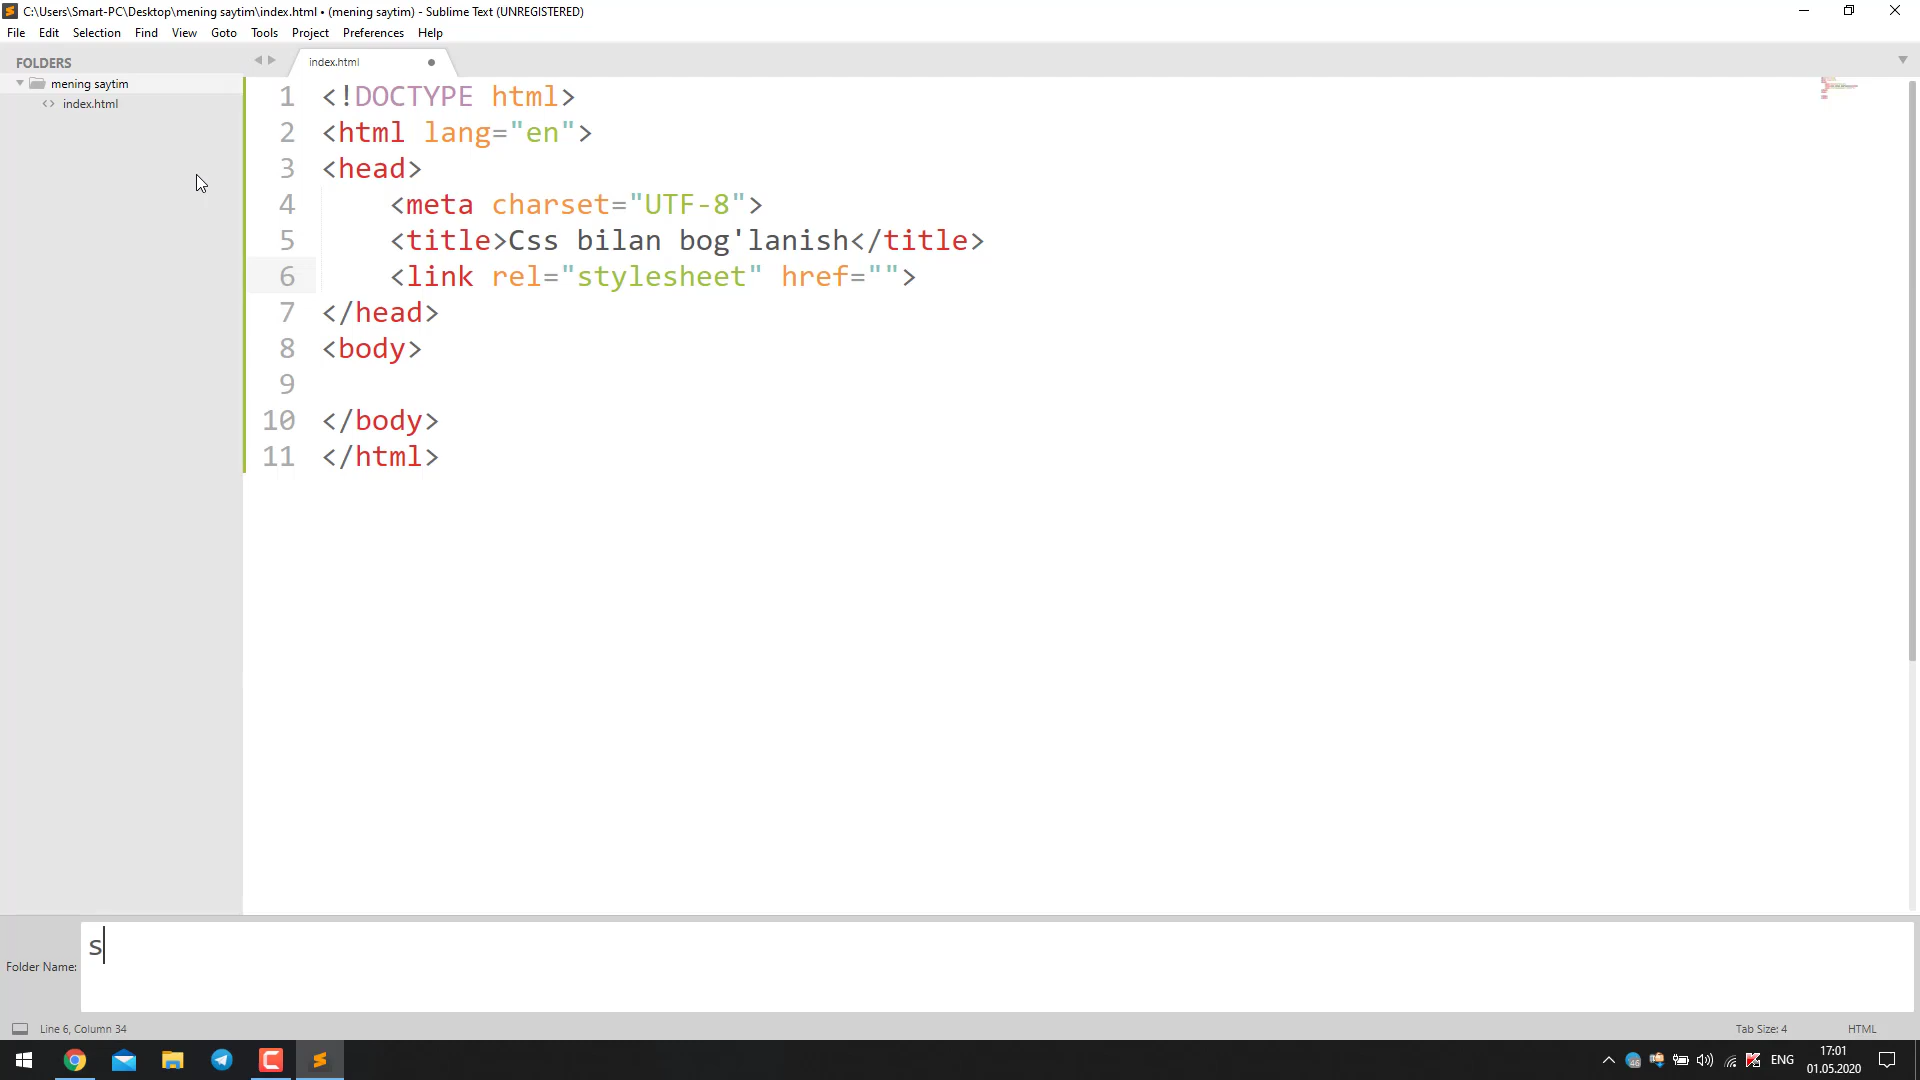 C:\Users\Smart-PC\Desktop\mening saytim\index.html • (mening saytim) - Sublime Text (UNREGISTERED)
File Edit Selection Find View Goto Tools Project Preferences Help
FOLDERS
mening saytim
index.html
index.html
1 <!DOCTYPE html>
2 <html lang="en">
3 <head>
4 <meta charset="UTF-8">
5 <title>Css bilan bog'lanish</title>
6 <link rel="stylesheet" href="">
7 </head>
8 <body>
9
10 </body>
11 </html>
Folder Name: s
Line 6, Column 34
Tab Size: 4 HTML
46
ENG
17:01
01.05.2020